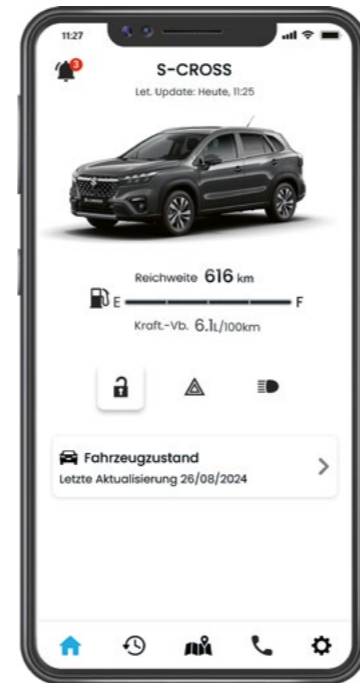 11:27
3
S-CROSS
Let. Update: Heute, 11:25
Reichweite 616 km
E F
Kraft.-Vb. 6.1L/100km
Fahrzeugzustand
Letzte Aktualisierung 26/08/2024